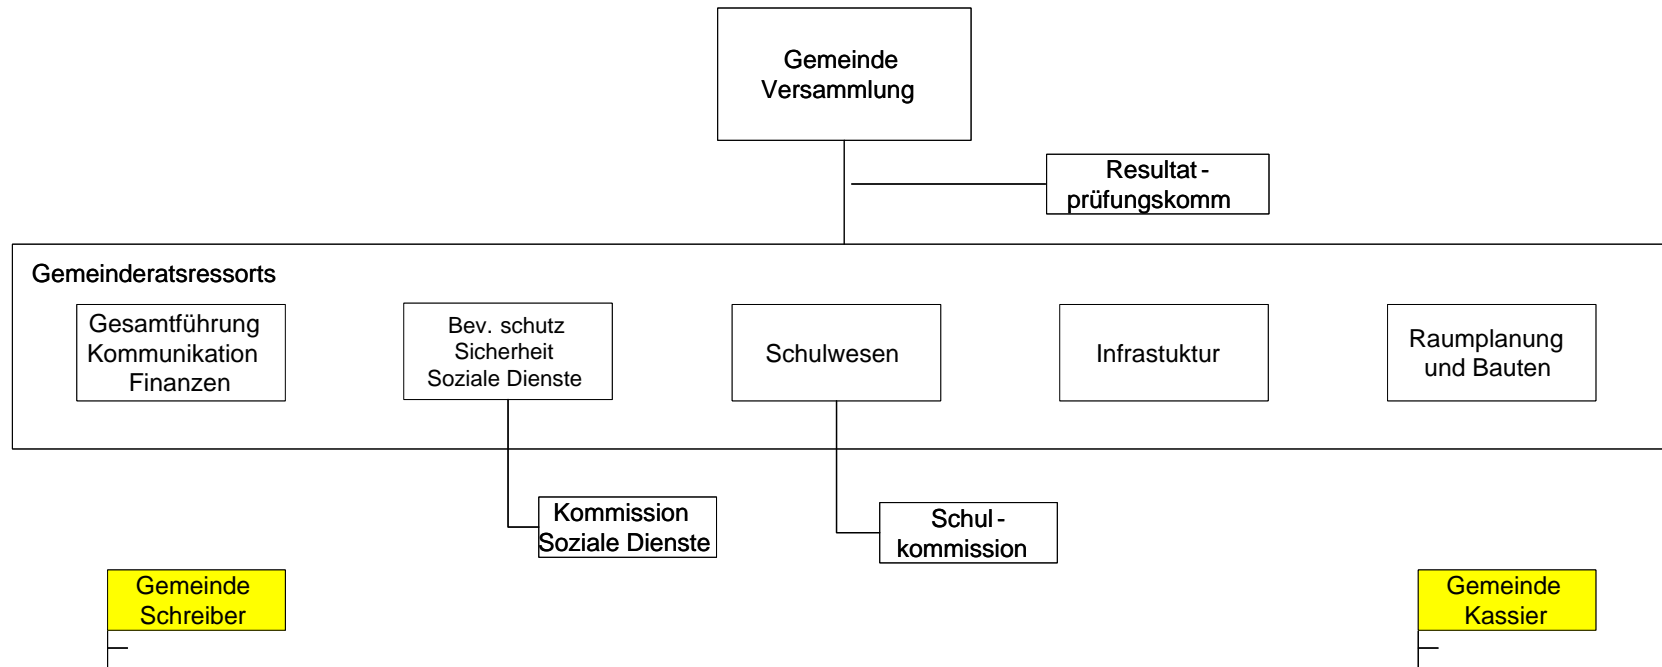 Gemeinde
Versammlung
Resultat -
prüfungskomm
Gemeinderatsressorts
Gesamtführung
Kommunikation
Finanzen
Bev. schutz
Sicherheit
Soziale Dienste
Schulwesen
Infrastuktur
Raumplanung
und Bauten
Kommission
Soziale Dienste
Schul -
kommission
Gemeinde
Schreiber
Gemeinde
Kassier